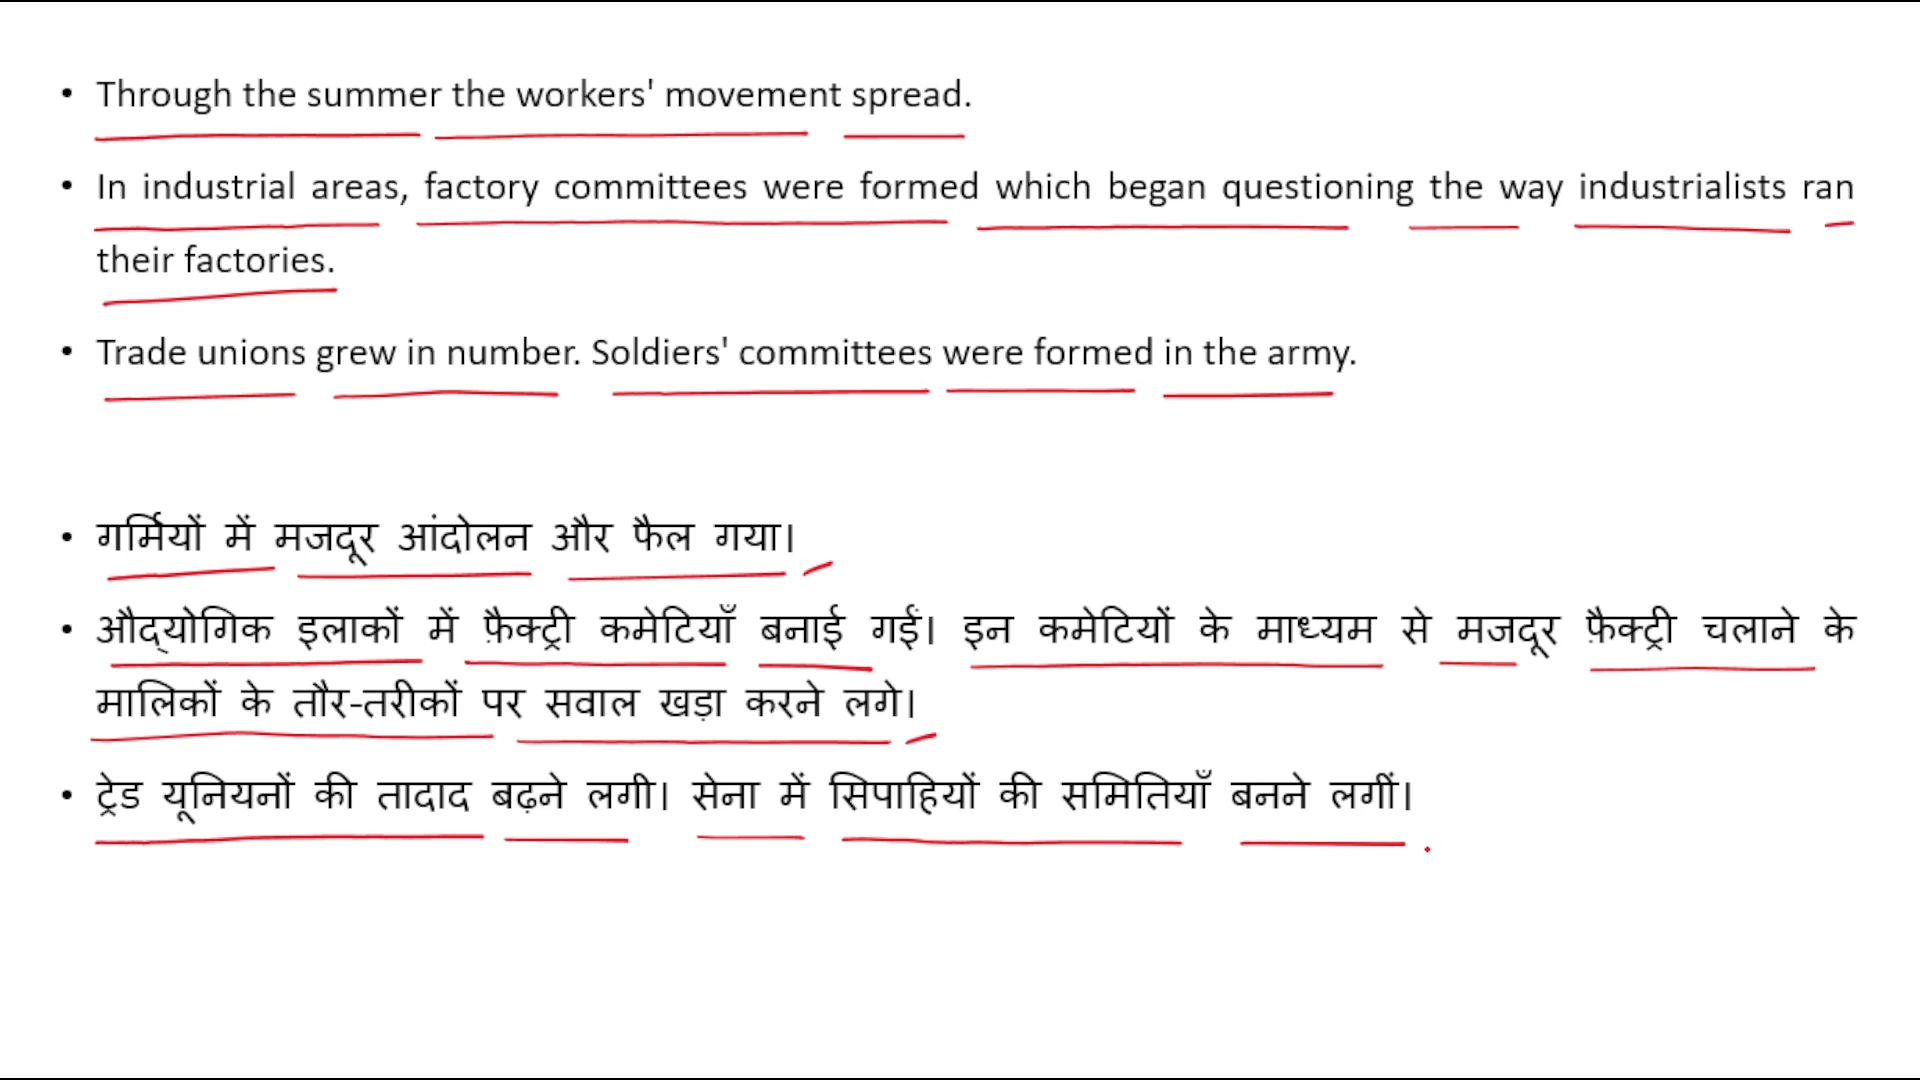 • Through the summer the workers' movement spread.
• In industrial areas, factory committees were formed which began questioning the way industrialists ran
their factories.
• Trade unions grew in number. Soldiers' committees were formed in the army.
• गर्मियों में मजदूर आंदोलन और फैल गया।
• औद्योगिक इलाकों में फ़ैक्ट्री कमेटियाँ बनाई गईं। इन कमेटियों के माध्यम से मजदूर फ़ैक्ट्री चलाने के
मालिकों के तौर-तरीकों पर सवाल खड़ा करने लगे।
• ट्रेड यूनियनों की तादाद बढ़ने लगी। सेना में सिपाहियों की समितियाँ बनने लगीं।